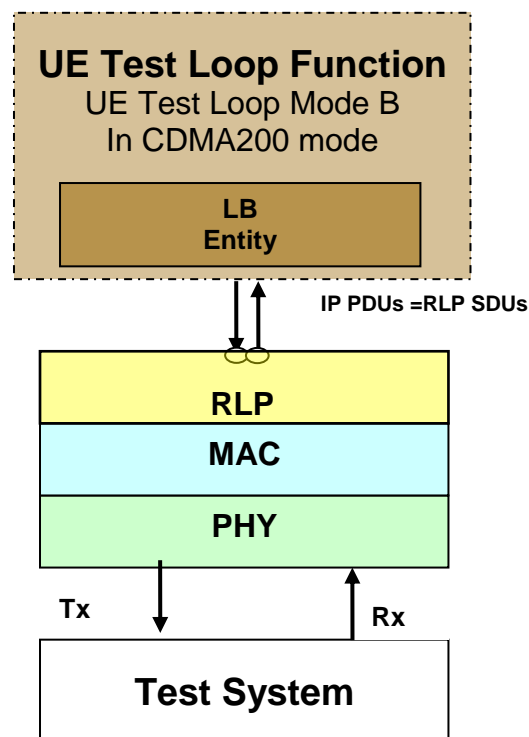 UE Test Loop Function
UE Test Loop Mode B
In CDMA200 mode
LB
Entity
IP PDUs =RLP SDUs
RLP
MAC
PHY
Tx
Rx
Test System